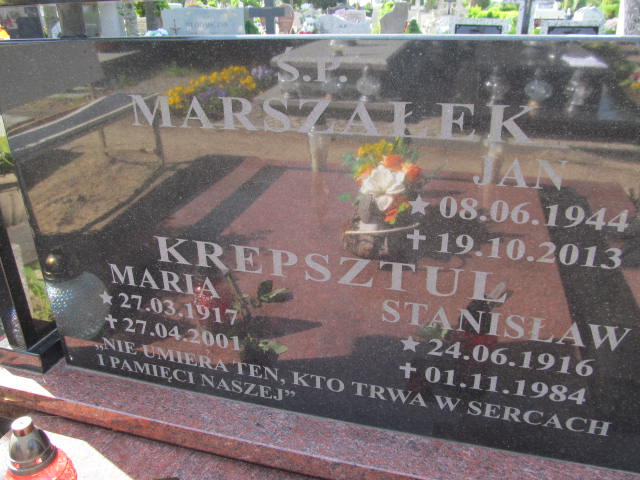 Ś.P.
MARSZAŁEK
JAN
★ 08.06.1944
✝ 19.10.2013
KREPSZTUL
MARIA
★ 27.03.1917
✝ 27.04.2001
STANISŁAW
★ 24.06.1916
✝ 01.11.1984
„NIE UMIERA TEN, KTO TRWA W SERCACH
I PAMIĘCI NASZEJ”